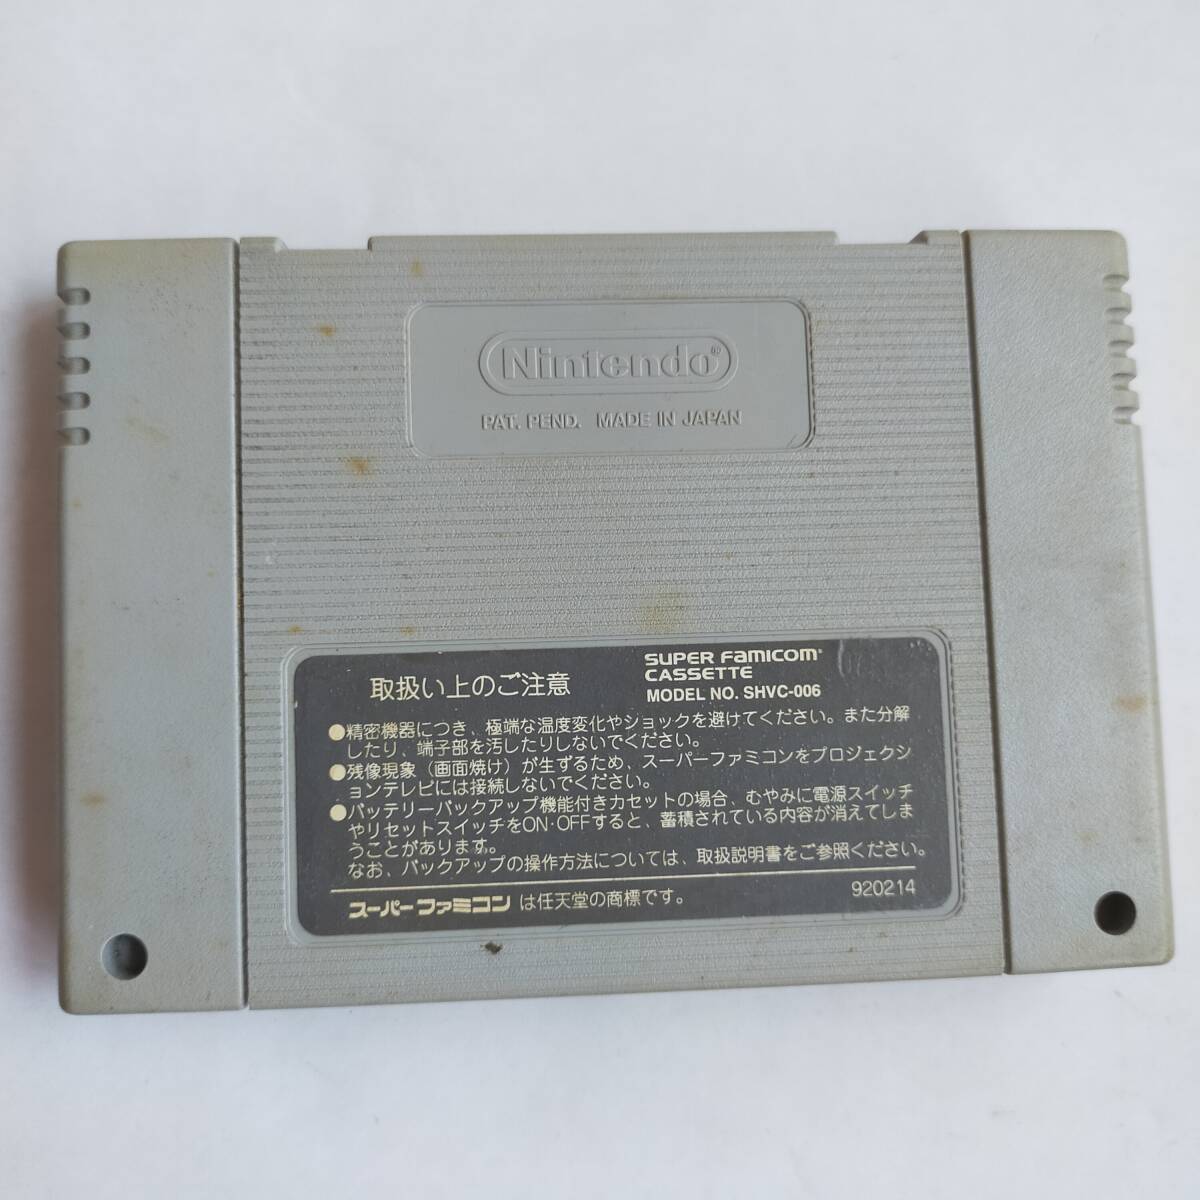 Nintendo®
PAT. PEND. MADE IN JAPAN
取扱い上のご注意
SUPER FAMICOM®
CASSETTE
MODEL NO. SHVC-006
●精密機器につき、極端な温度変化やショックを避けてください。また分解
したり、端子部を汚したりしないでください。
●残像現象(画面焼け)が生ずるため、スーパーファミコンをプロジェクシ
ョンテレビには接続しないでください。
●バッテリーバックアップ機能付きカセットの場合、むやみに電源スイッチ
やリセットスイッチをON・OFFすると、蓄積されている内容が消えてしま
うことがあります。
なお、バックアップの操作方法については、取扱説明書をご参照ください。
スーパーファミコン は任天堂の商標です。
920214